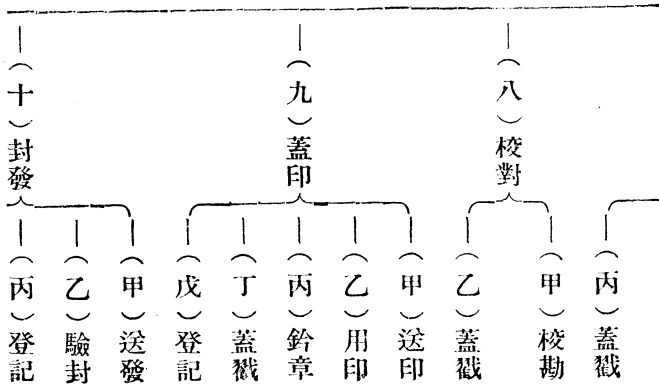 (丙)蓋戳
(八)校對
(甲)校勘
(乙)蓋戳
(九)蓋印
(甲)送印
(乙)用印
(丙)鈐章
(丁)蓋戳
(戊)登記
(十)封發
(甲)送發
(乙)驗封
(丙)登記